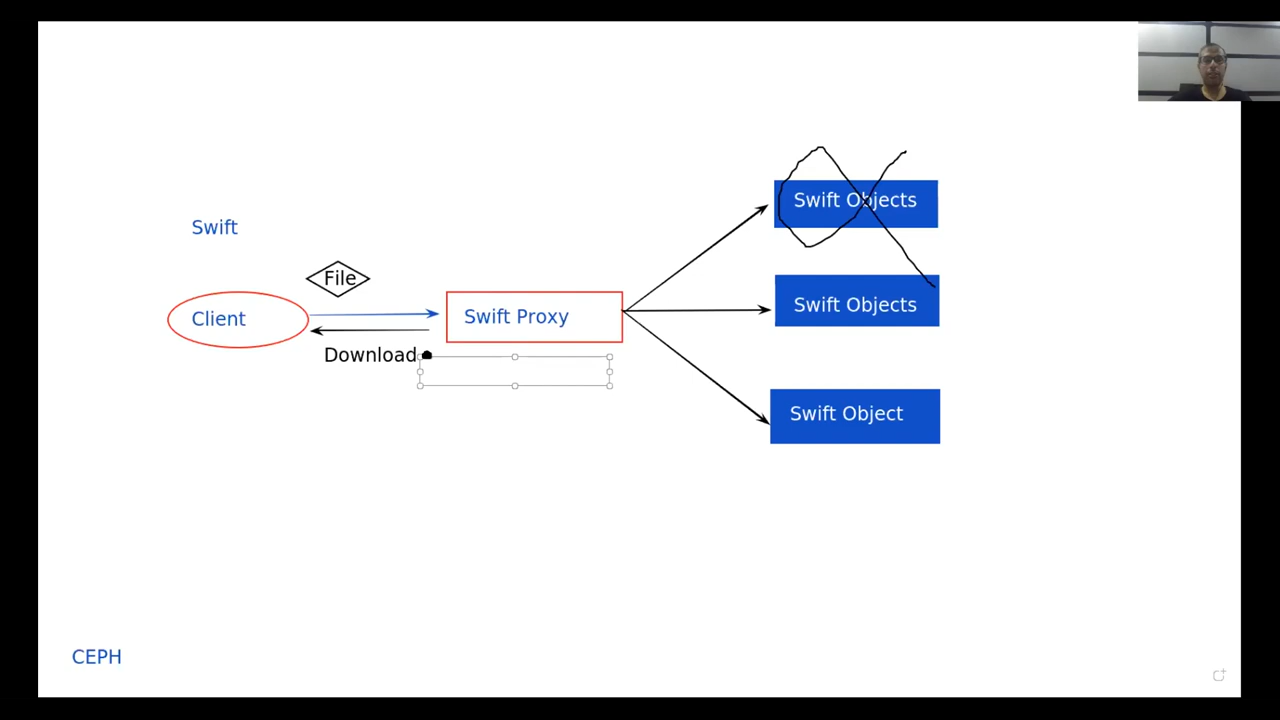 Swift Objects
Swift
File
Swift Objects
Client
Swift Proxy
Download
Swift Object
CEPH